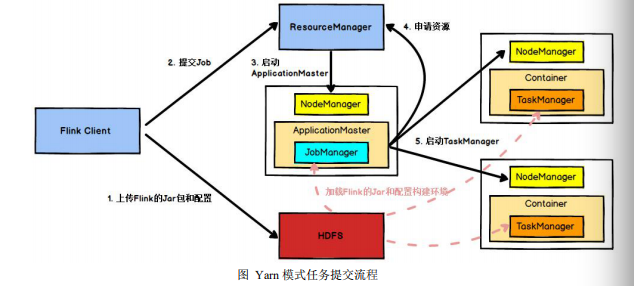 ResourceManager
4. 申请资源
2. 提交Job
3. 启动
ApplicationMaster
NodeManager
Container
TaskManager
NodeManager
Flink Client
ApplicationMaster
JobManager
5. 启动TaskManager
NodeManager
Container
TaskManager
1. 上传Flink的Jar包和配置
加载Flink的Jar和配置构建环境
HDFS
图 Yarn 模式任务提交流程